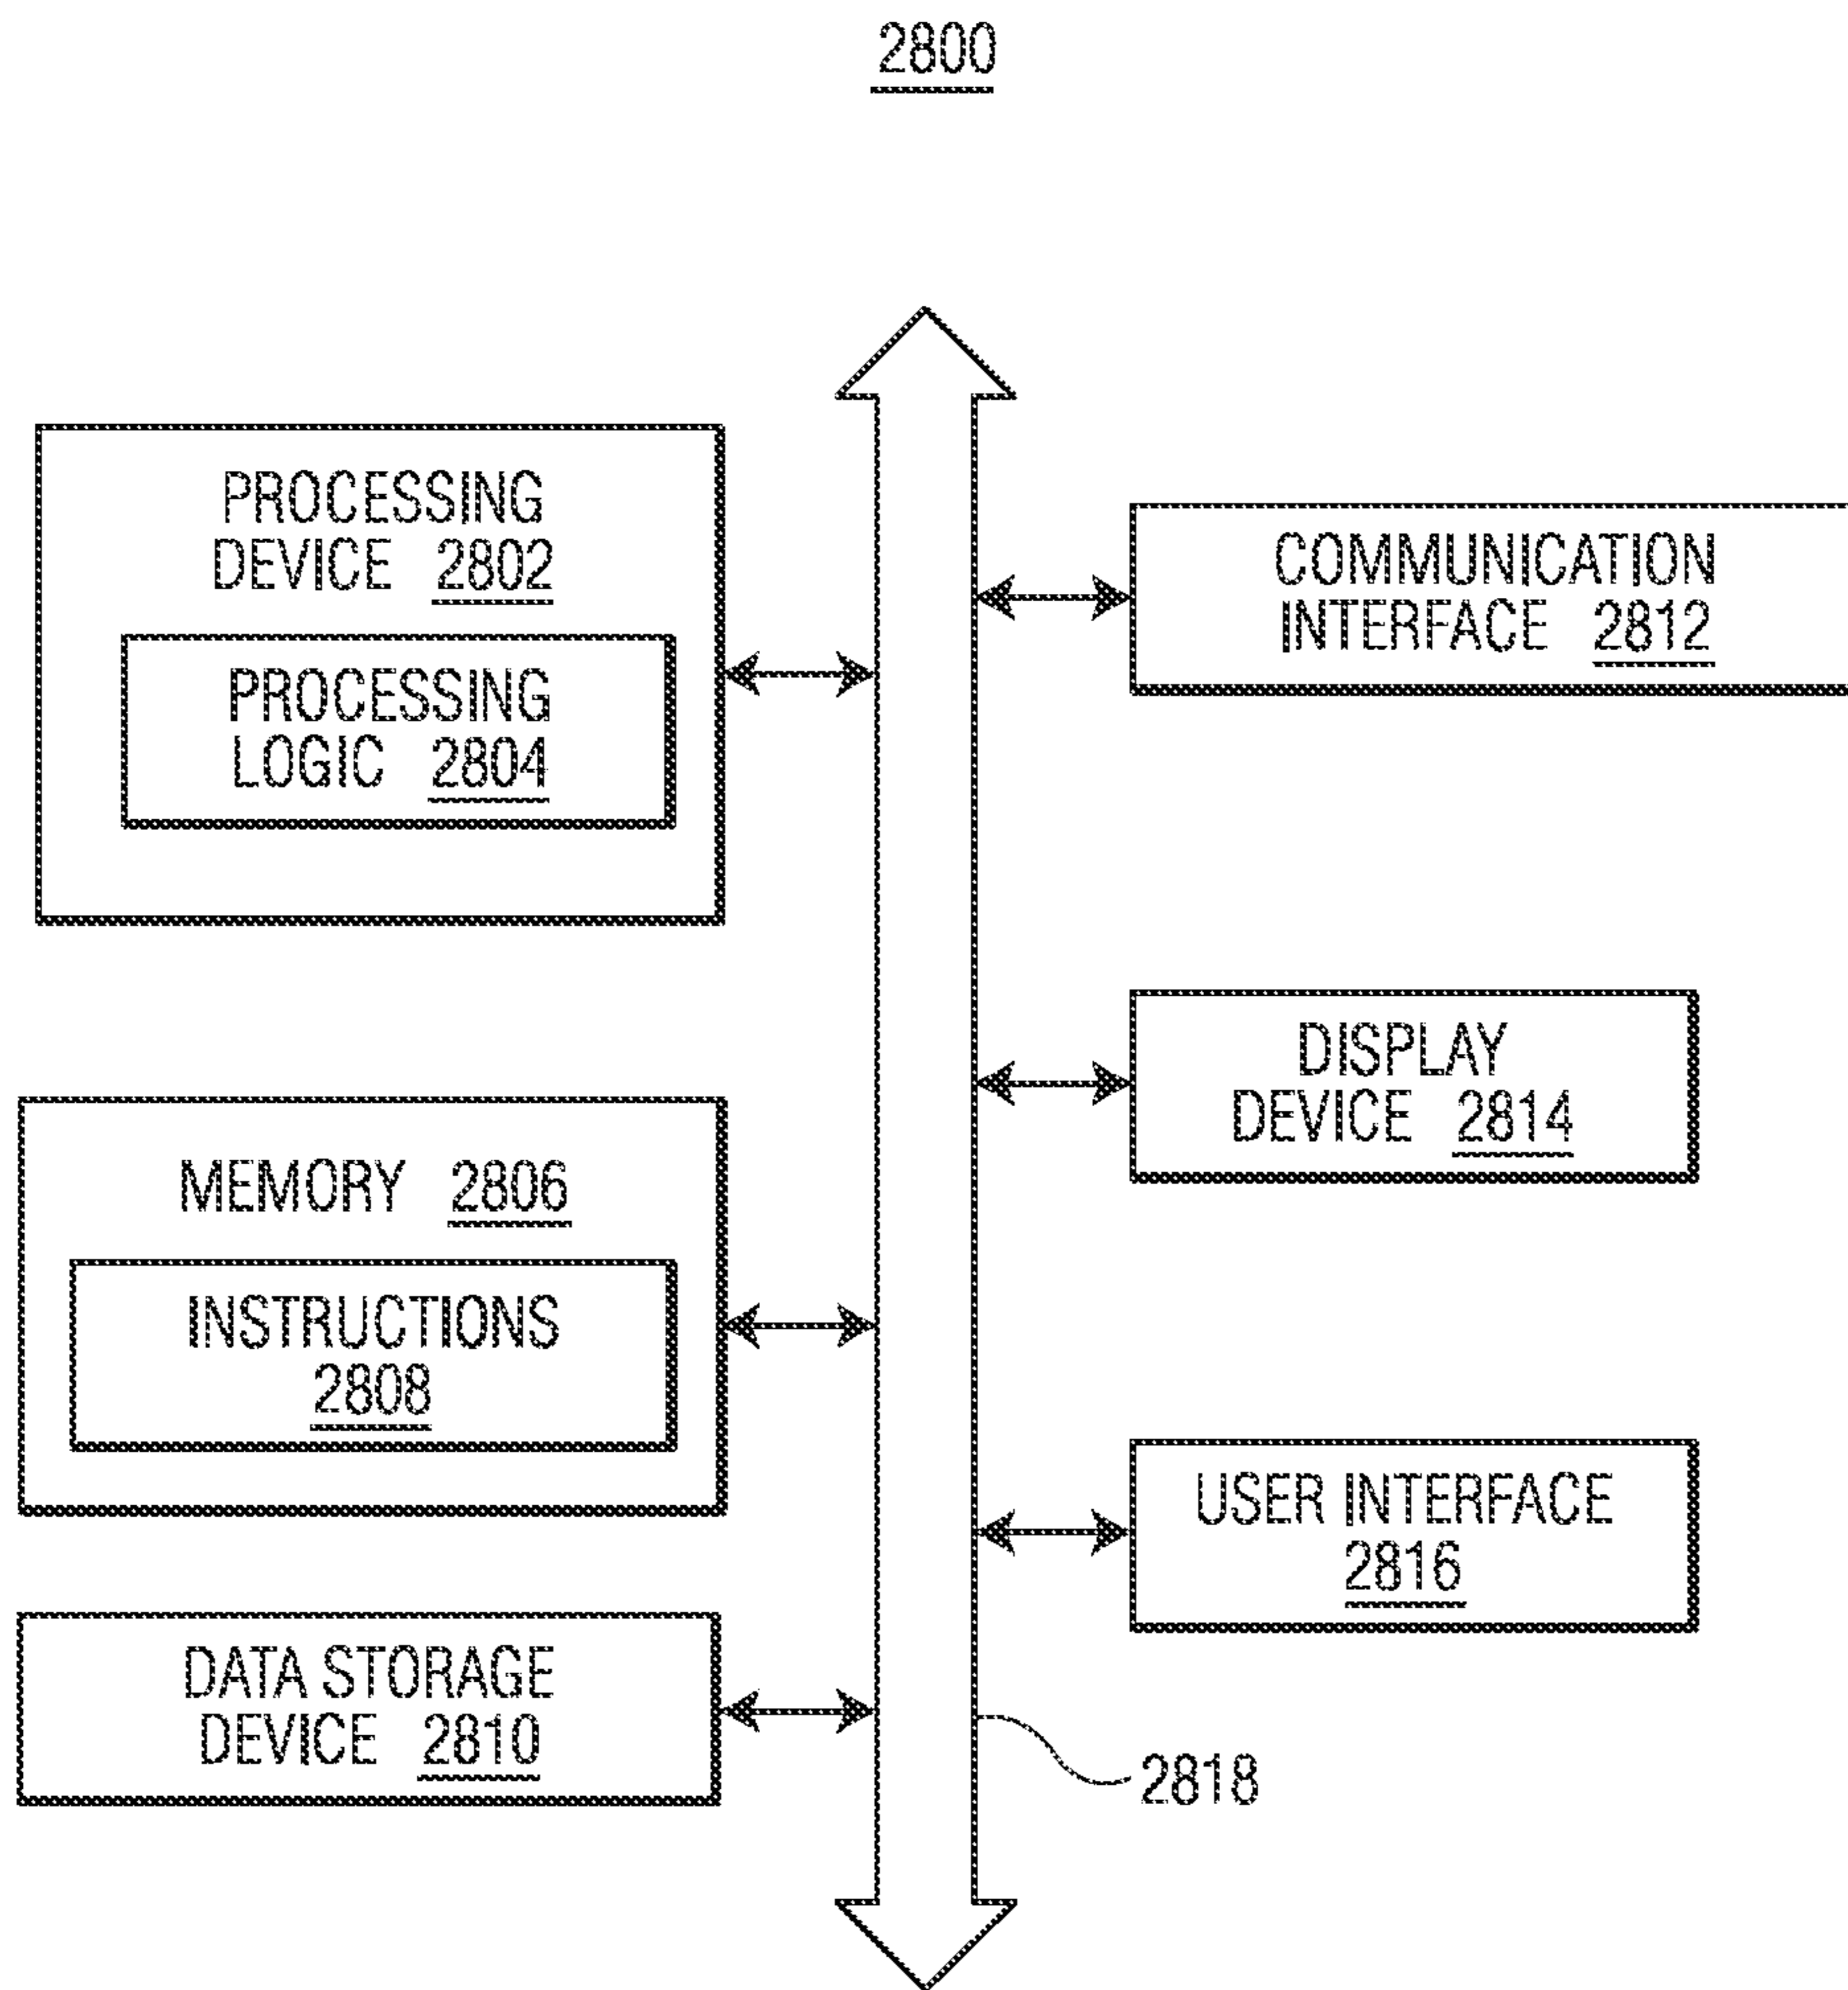 2800
PROCESSING
DEVICE 2802
PROCESSING
LOGIC 2804
MEMORY 2806
INSTRUCTIONS
2808
DATA STORAGE
DEVICE 2810
COMMUNICATION
INTERFACE 2812
DISPLAY
DEVICE 2814
USER INTERFACE
2816
2818